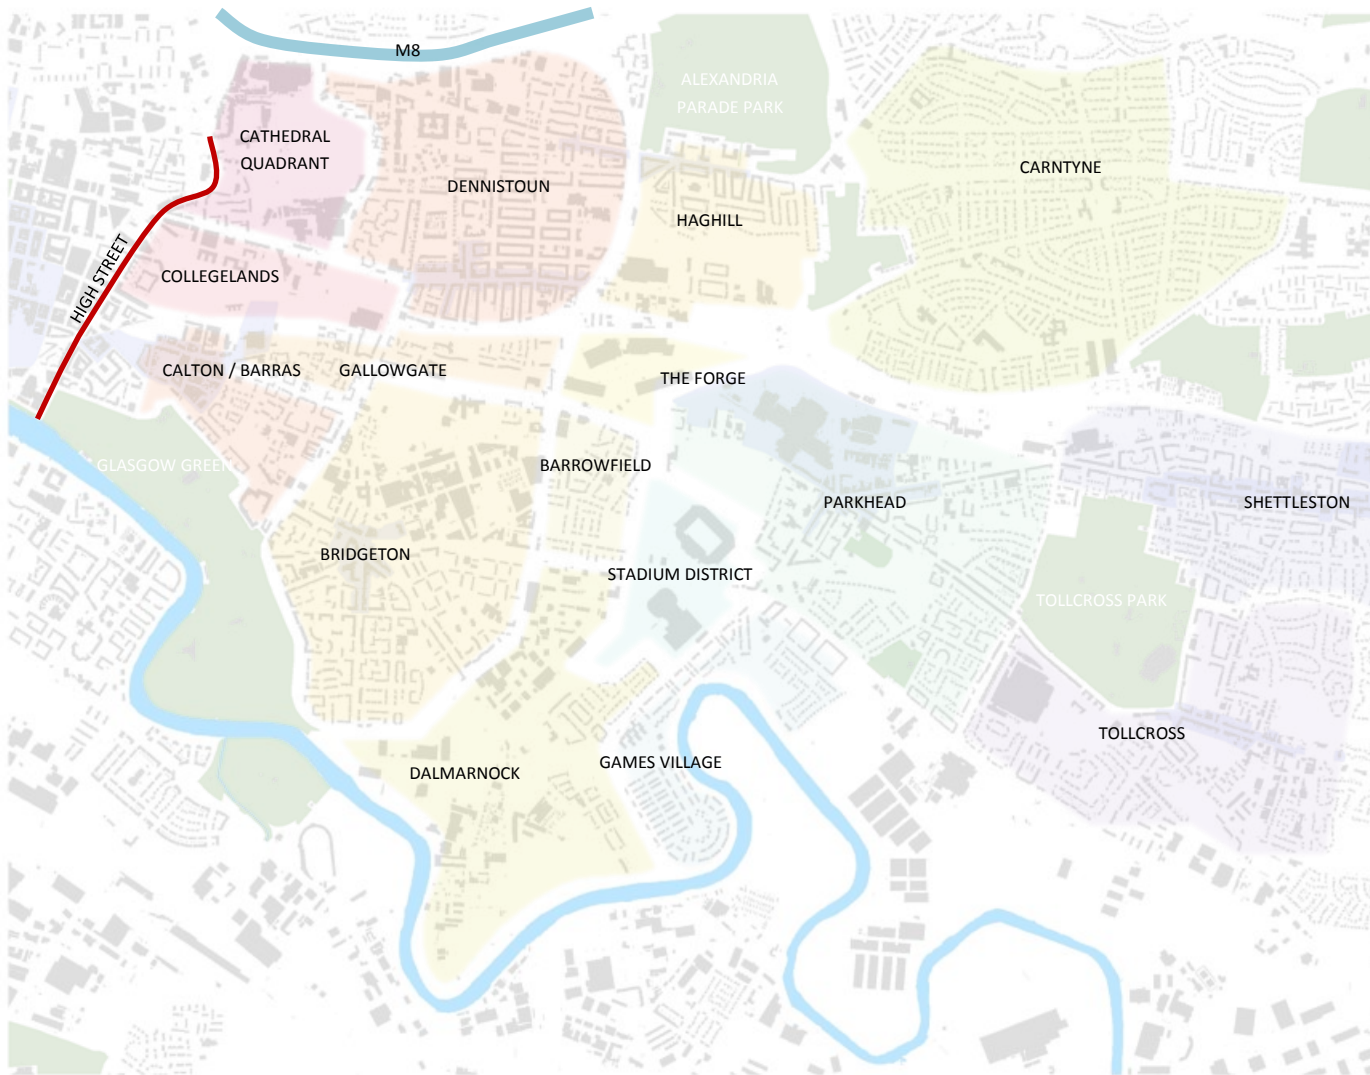 M8
ALEXANDRIA
PARADE PARK
CATHEDRAL
QUADRANT
CARNTYNE
DENNISTOUN
HAGHILL
HIGH STREET
COLLEGELANDS
CALTON / BARRAS
GALLOWGATE
THE FORGE
GLASGOW GREEN
BARROWFIELD
PARKHEAD
SHETTLESTON
BRIDGETON
STADIUM DISTRICT
TOLLCROSS PARK
TOLLCROSS
GAMES VILLAGE
DALMARNOCK